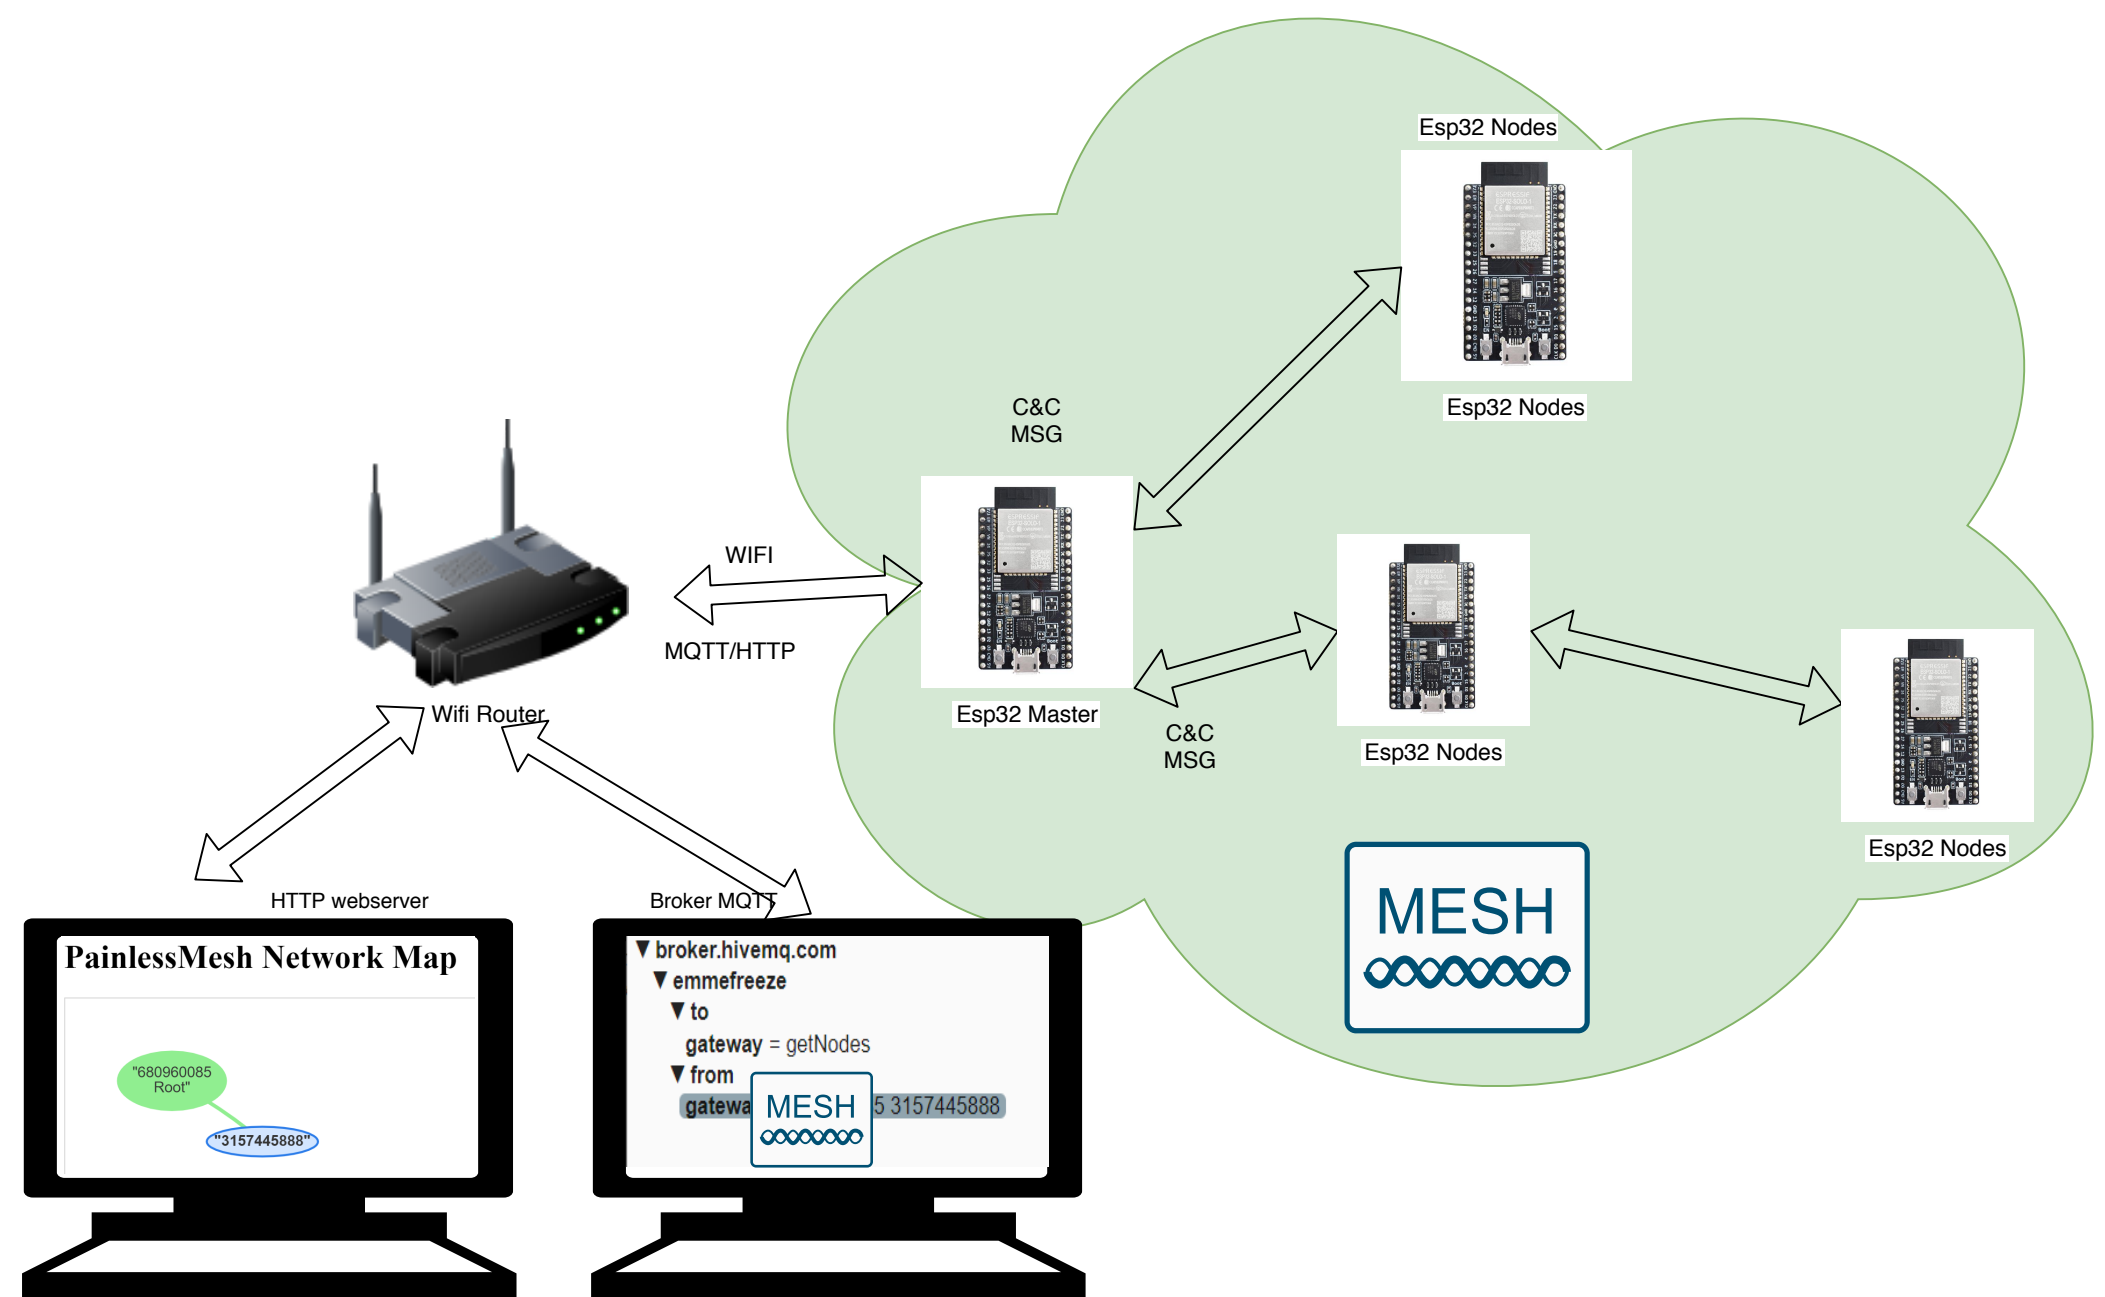 Esp32 Nodes
Esp32 Nodes
C&C
MSG
WIFI
MQTT/HTTP
Wifi Router
Esp32 Master
C&C
MSG
Esp32 Nodes
Esp32 Nodes
MESH
HTTP webserver
PainlessMesh Network Map
"680960085
Root"
"3157445888"
Broker MQTT
broker.hivemq.com
emmefreeze
to
gateway = getNodes
from
5 3157445888
MESH